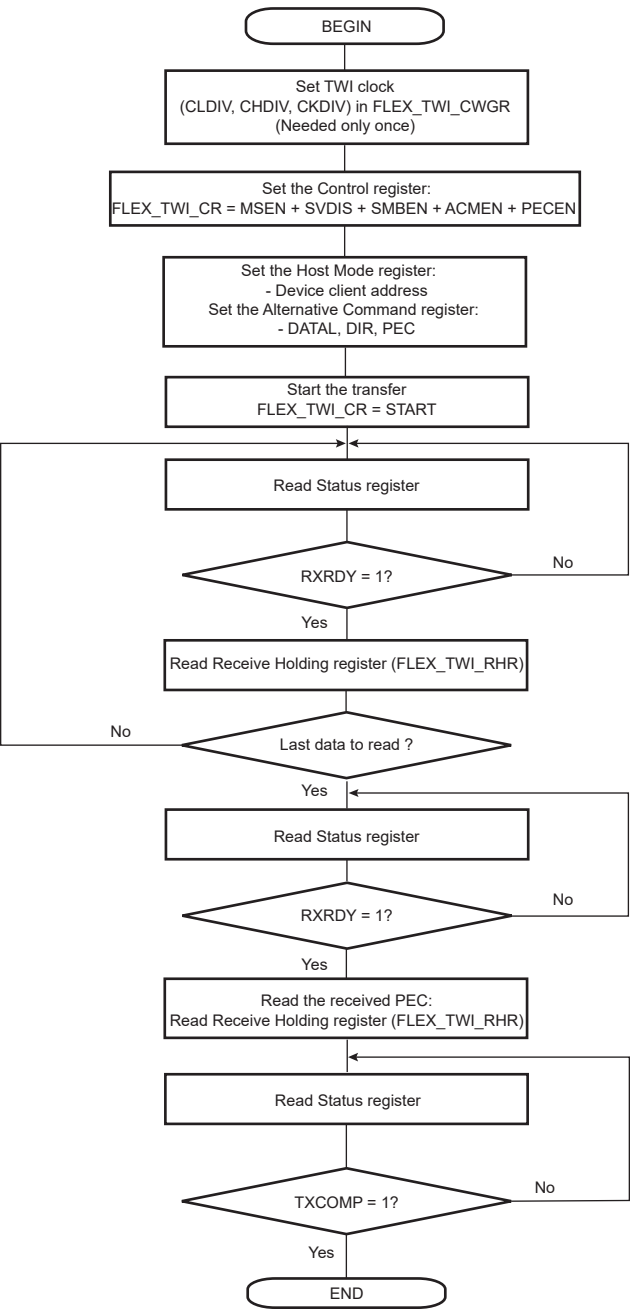 BEGIN
Set TWI clock
(CLDIV, CHDIV, CKDIV) in FLEX_TWI_CWGR
(Needed only once)
Set the Control register:
FLEX_TWI_CR = MSEN + SVDIS + SMBEN + ACMEN + PECEN
Set the Host Mode register:
- Device client address
Set the Alternative Command register:
- DATAL, DIR, PEC
Start the transfer
FLEX_TWI_CR = START
Read Status register
RXRDY = 1?
No
Yes
Read Receive Holding register (FLEX_TWI_RHR)
No
Last data to read ?
Yes
Read Status register
RXRDY = 1?
No
Yes
Read the received PEC:
Read Receive Holding register (FLEX_TWI_RHR)
Read Status register
TXCOMP = 1?
No
Yes
END